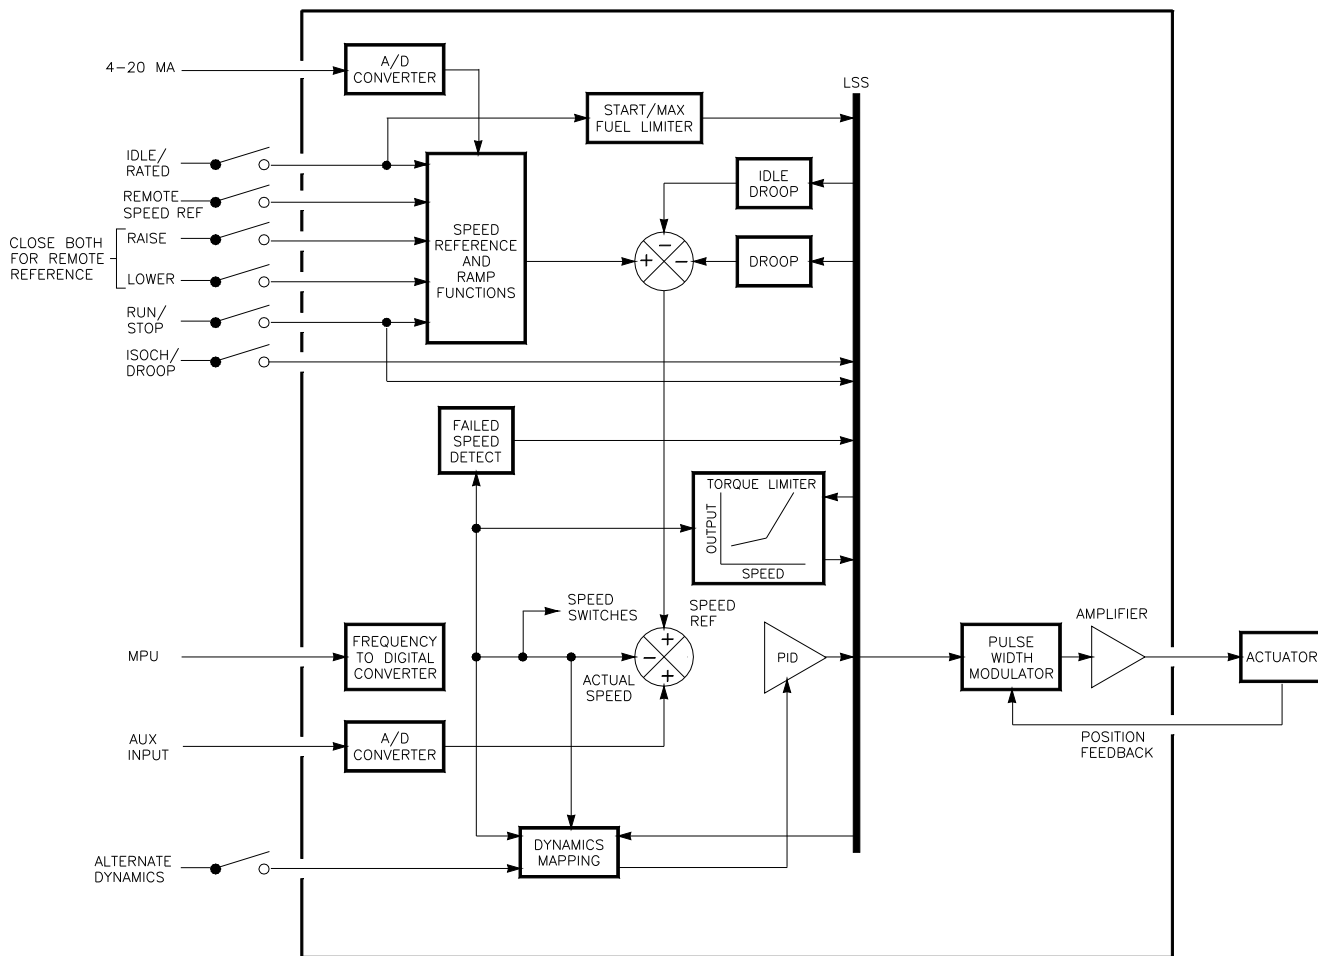 4-20 MA
A/D
CONVERTER
LSS
START/MAX
FUEL LIMITER
IDLE/
RATED
REMOTE
SPEED REF
CLOSE BOTH
FOR REMOTE
REFERENCE
RAISE
LOWER
RUN/
STOP
ISOCH/
DROOP
SPEED
REFERENCE
AND
RAMP
FUNCTIONS
IDLE
DROOP
DROOP
−
+
−
FAILED
SPEED
DETECT
TORQUE LIMITER
OUTPUT
SPEED
SPEED
SWITCHES
SPEED
REF
MPU
FREQUENCY
TO DIGITAL
CONVERTER
+
−
+
ACTUAL
SPEED
PID
PULSE
WIDTH
MODULATOR
AMPLIFIER
ACTUATOR
POSITION
FEEDBACK
AUX
INPUT
A/D
CONVERTER
DYNAMICS
MAPPING
ALTERNATE
DYNAMICS